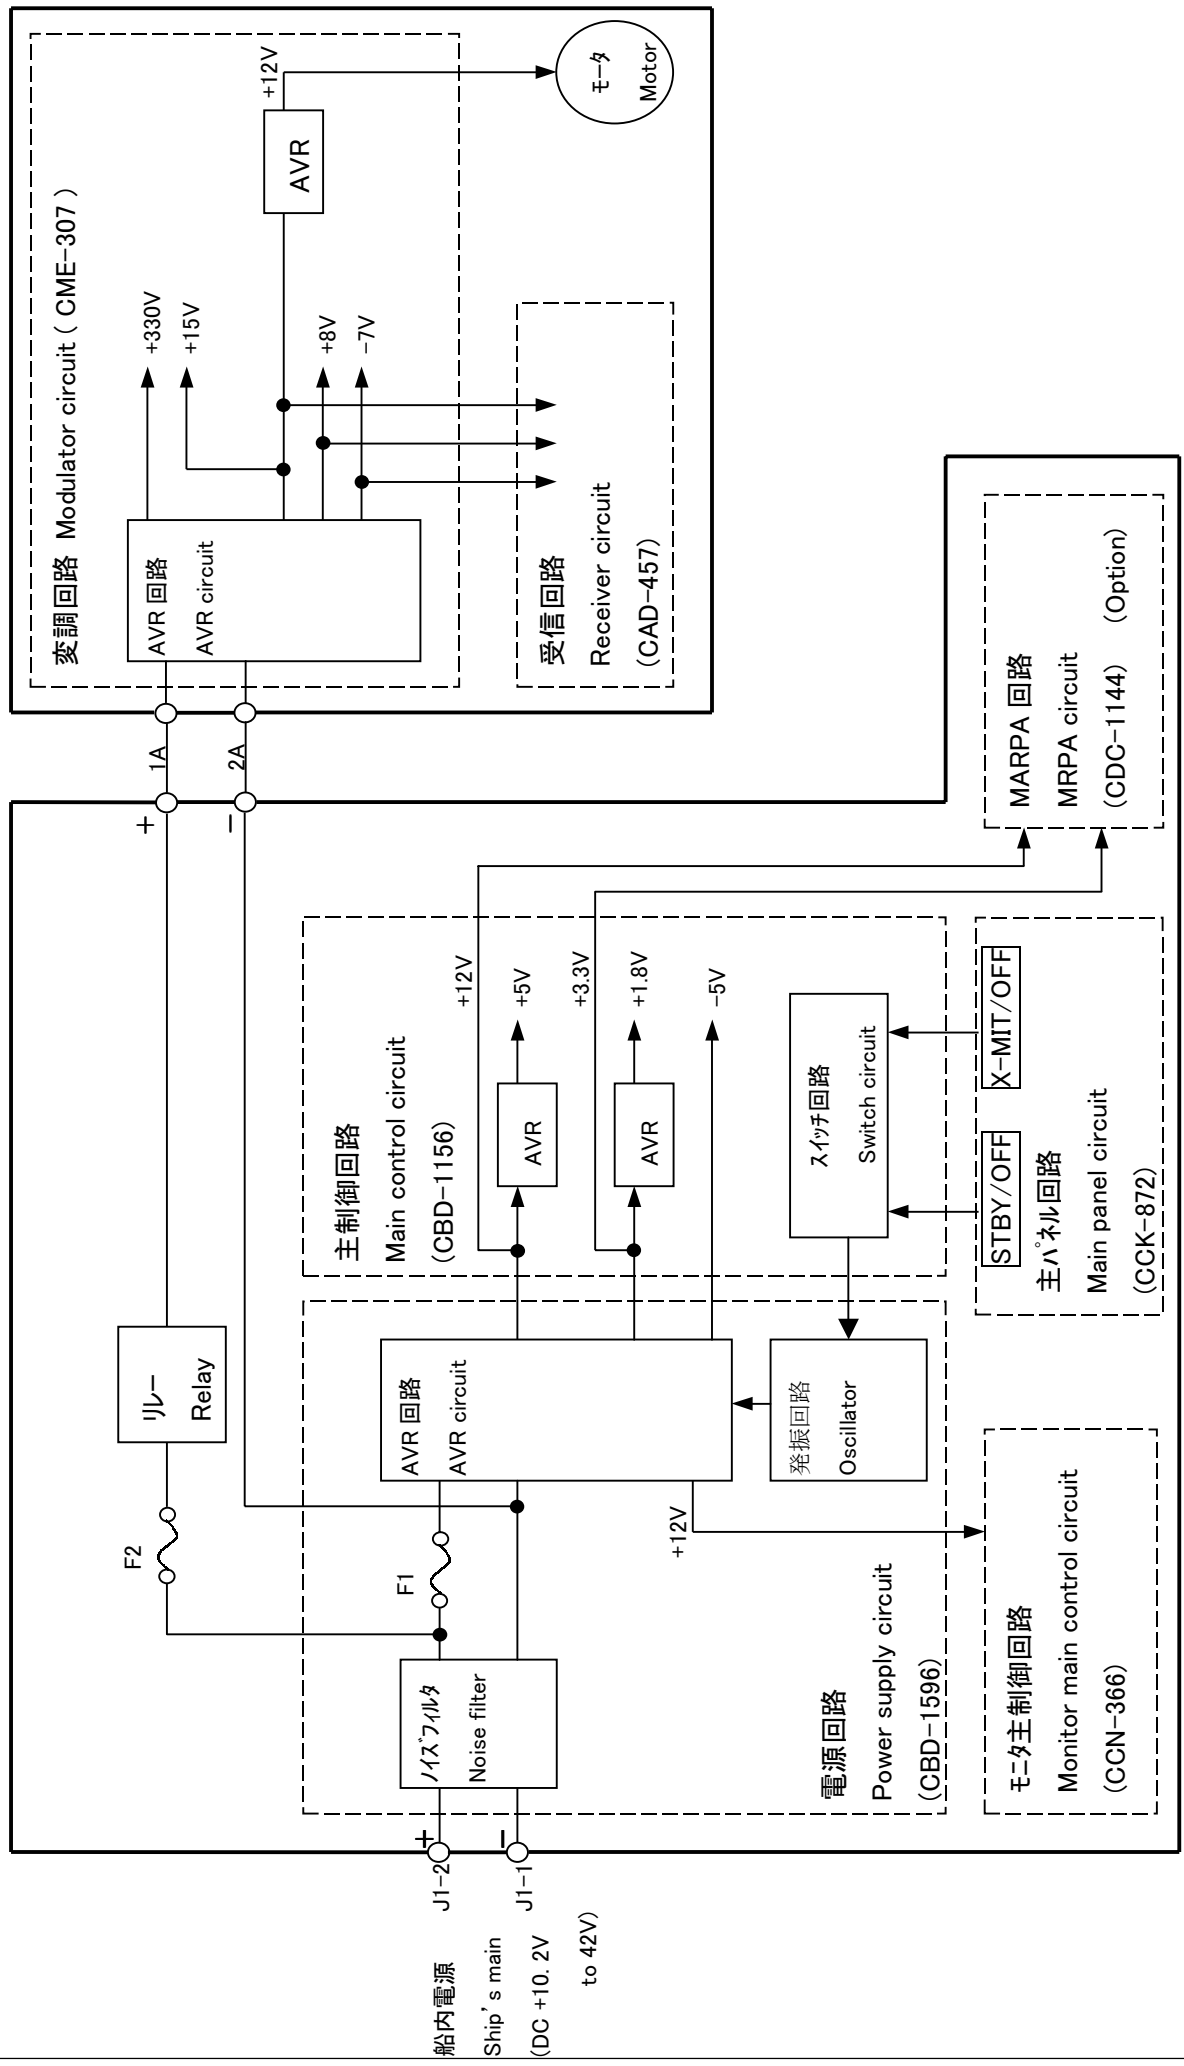 船内電源
Ship's main
(DC +10. 2V
to 42V)
J1-2
J1-1
+
−
ノイズフィルタ
Noise filter
F1
F2
リレー
Relay
+
−
1A
2A
AVR 回路
AVR circuit
発振回路
Oscillator
+12V
電源回路
Power supply circuit
(CBD-1596)
モニタ主制御回路
Monitor main control circuit
(CCN-366)
主制御回路
Main control circuit
(CBD-1156)
+12V
AVR
+5V
+3.3V
AVR
+1.8V
-5V
スイッチ回路
Switch circuit
STBY/OFF
X-MIT/OFF
主パネル回路
Main panel circuit
(CCK-872)
MARPA 回路
MRPA circuit
(CDC-1144)
(Option)
変調回路 Modulator circuit ( CME-307 )
AVR 回路
AVR circuit
+330V
+15V
+8V
-7V
AVR
+12V
モータ
Motor
受信回路
Receiver circuit
(CAD-457)